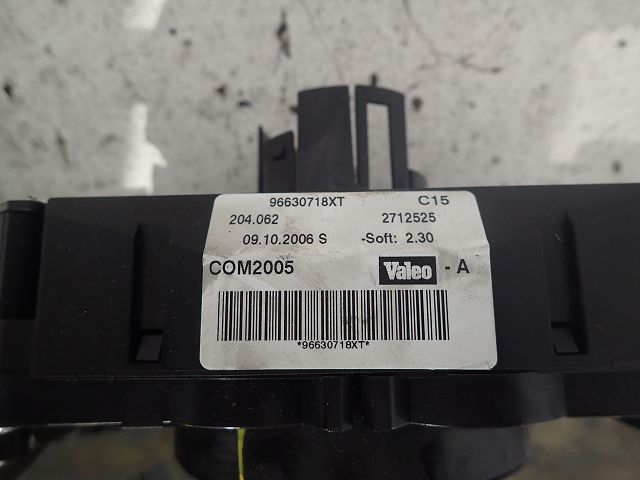 96630718XT C15
204.062 2712525
09.10.2006 S -Soft: 2.30
COM2005 Valeo - A
*96630718XT*